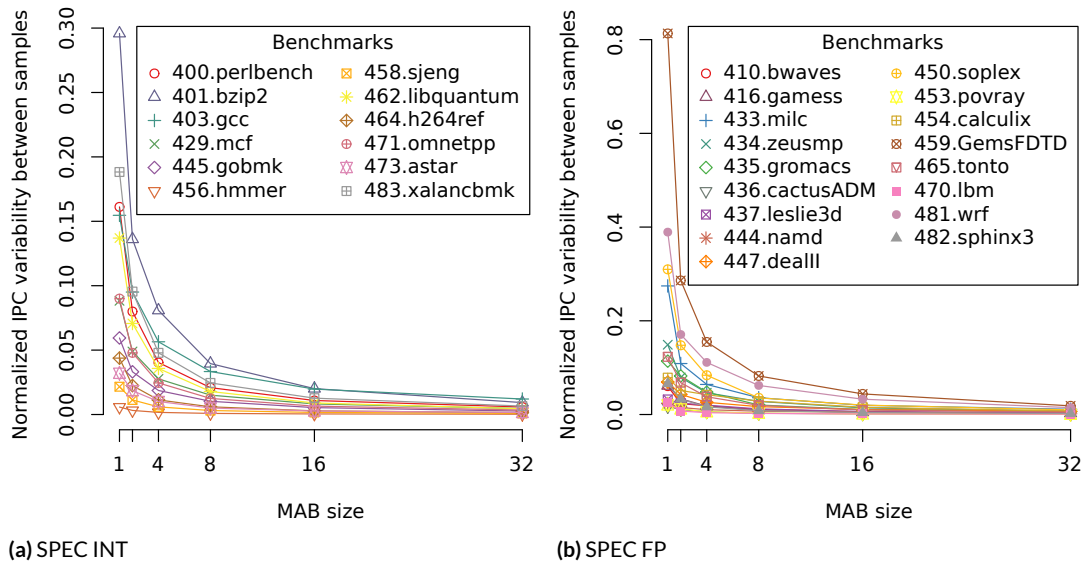 Normalized IPC variability between samples
0.30
0.25
0.20
0.15
0.10
0.05
0.00
Benchmarks
400.perlbench
401.bzip2
403.gcc
429.mcf
445.gobmk
456.hmmer
458.sjeng
462.libquantum
464.h264ref
471.omnetpp
473.astar
483.xalancbmk
1 4 8 16 32
MAB size
(a) SPEC INT
Normalized IPC variability between samples
0.8
0.6
0.4
0.2
0.0
Benchmarks
410.bwaves
416.gamess
433.milc
434.zeusmp
435.gromacs
436.cactusADM
437.leslie3d
444.namd
447.dealII
450.soplex
453.povray
454.calculix
459.GemsFDTD
465.tonto
470.lbm
481.wrf
482.sphinx3
1 4 8 16 32
MAB size
(b) SPEC FP